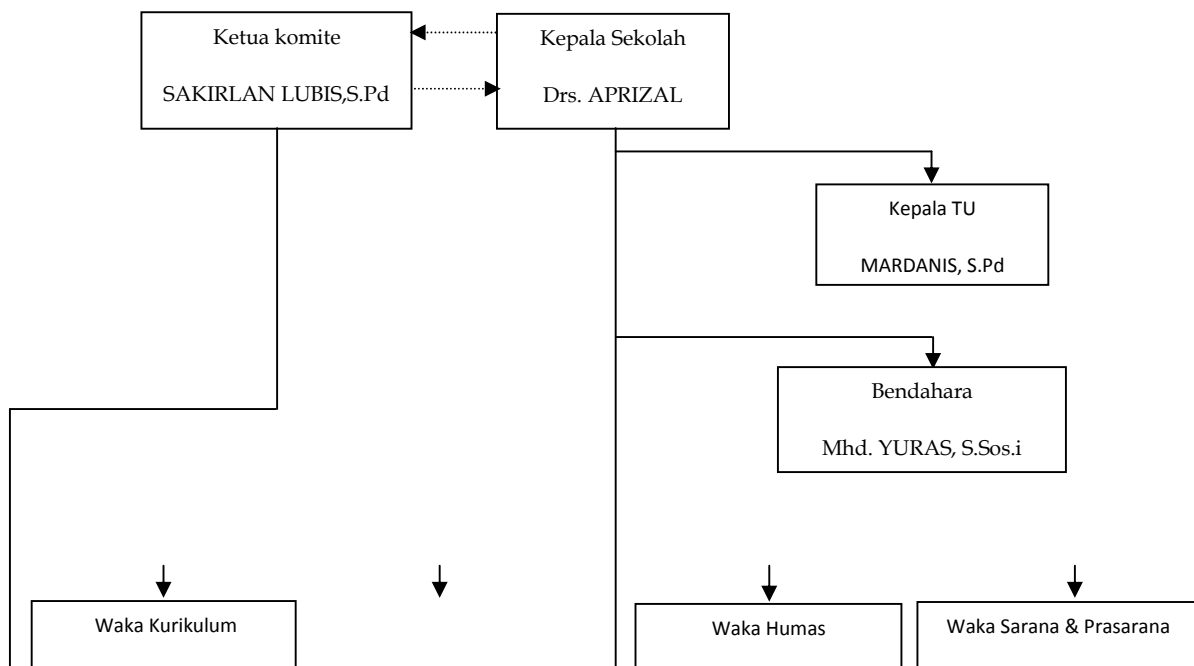 Ketua komite
SAKIRLAN LUBIS,S.Pd
Kepala Sekolah
Drs. APRIZAL
Kepala TU
MARDANIS, S.Pd
Bendahara
Mhd. YURAS, S.Sos.i
Waka Kurikulum
Waka Humas
Waka Sarana & Prasarana